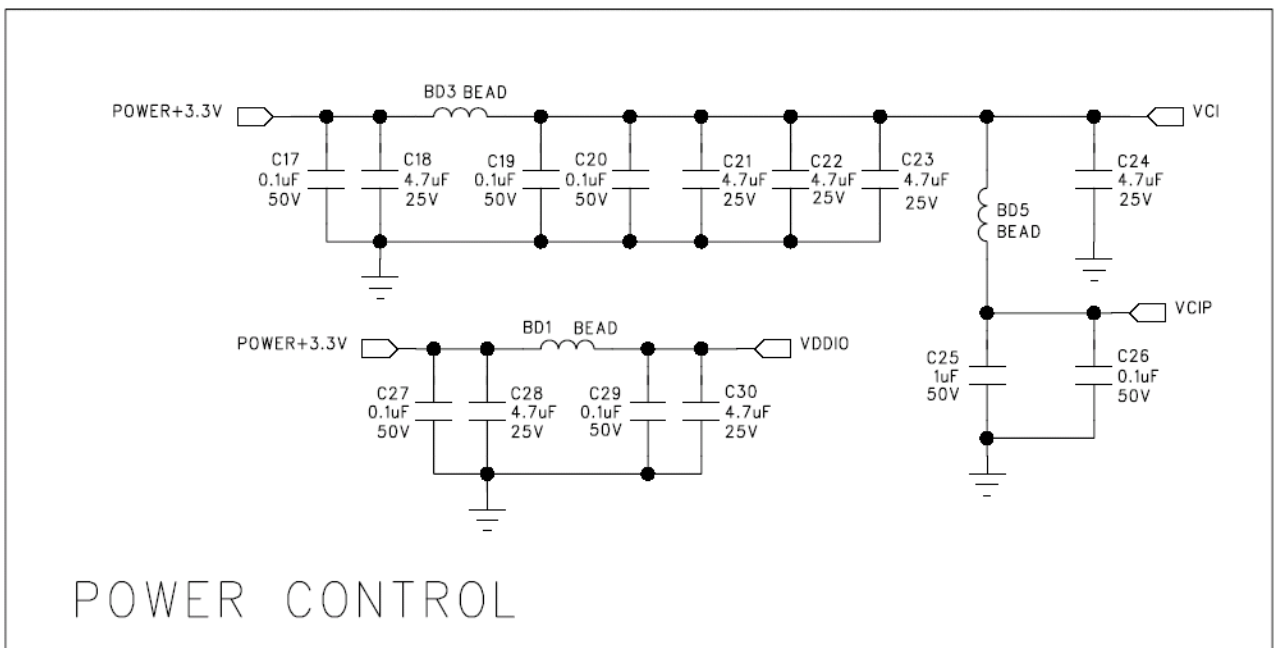 BD3 BEAD
POWER+3.3V
VCI
C17
0.1uF
50V
C18
4.7uF
25V
C19
0.1uF
50V
C20
0.1uF
50V
C21
4.7uF
25V
C22
4.7uF
25V
C23
4.7uF
25V
C24
4.7uF
25V
BD5
BEAD
VCIP
C25
1uF
50V
C26
0.1uF
50V
BD1 BEAD
POWER+3.3V
VDDIO
C27
0.1uF
50V
C28
4.7uF
25V
C29
0.1uF
50V
C30
4.7uF
25V
POWER CONTROL